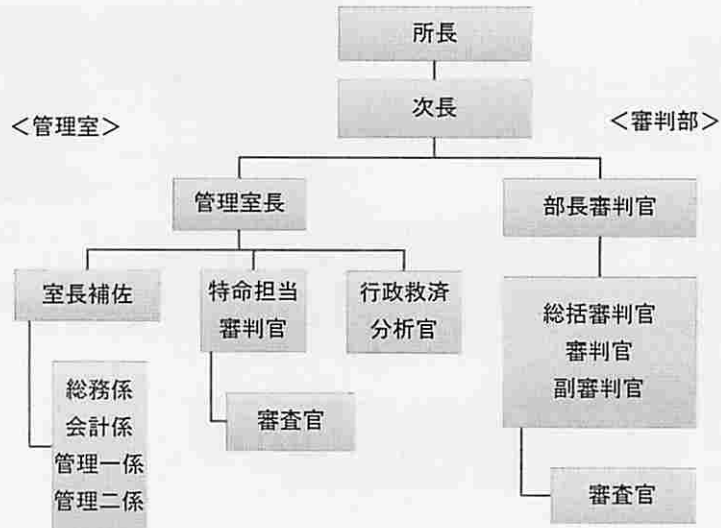 所長
次長
＜管理室＞
＜審判部＞
管理室長
部長審判官
室長補佐
特命担当
審判官
行政救済
分析官
総括審判官
審判官
副審判官
総務係
会計係
管理一係
管理二係
審査官
審査官